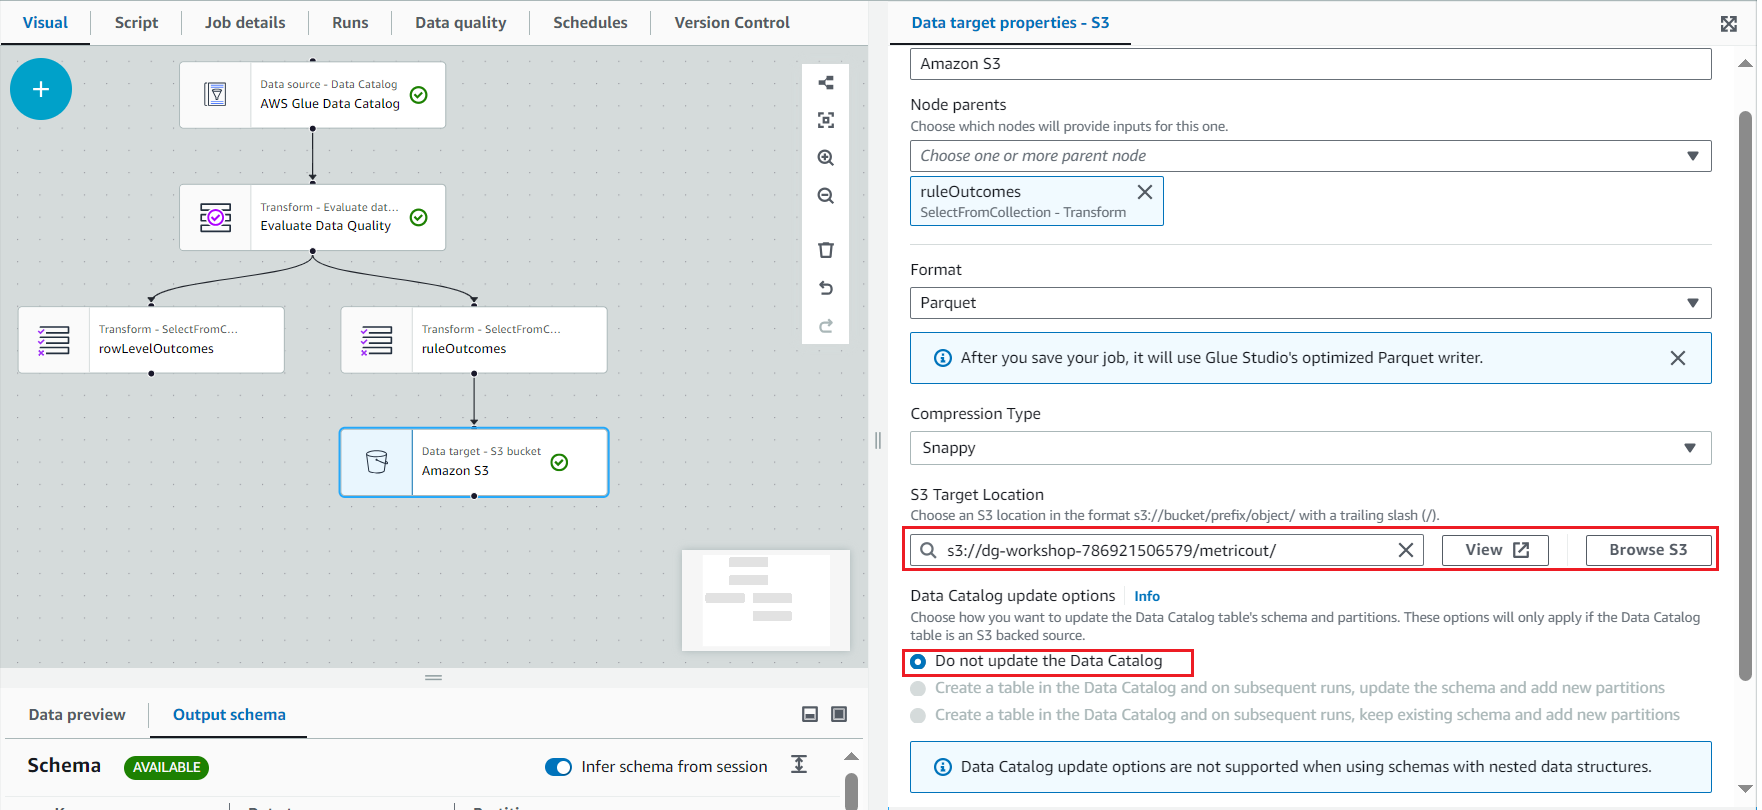 Visual
Script
Job details
Runs
Data quality
Schedules
Version Control
Data source - Data Catalog
AWS Glue Data Catalog
Transform - Evaluate dat...
Evaluate Data Quality
Transform - SelectFromC...
rowLevelOutcomes
Transform - SelectFromC...
ruleOutcomes
Data target - S3 bucket
Amazon S3
Data preview
Output schema
Schema
AVAILABLE
Infer schema from session
Data target properties - S3
Amazon S3
Node parents
Choose which nodes will provide inputs for this one.
Choose one or more parent node
ruleOutcomes
SelectFromCollection - Transform
Format
Parquet
After you save your job, it will use Glue Studio's optimized Parquet writer.
Compression Type
Snappy
S3 Target Location
Choose an S3 location in the format s3://bucket/prefix/object/ with a trailing slash (/).
s3://dg-workshop-786921506579/metricout/
View
Browse S3
Data Catalog update options
Info
Choose how you want to update the Data Catalog table's schema and partitions. These options will only apply if the Data Catalog
table is an S3 backed source.
Do not update the Data Catalog
Create a table in the Data Catalog and on subsequent runs, update the schema and add new partitions
Create a table in the Data Catalog and on subsequent runs, keep existing schema and add new partitions
Data Catalog update options are not supported when using schemas with nested data structures.